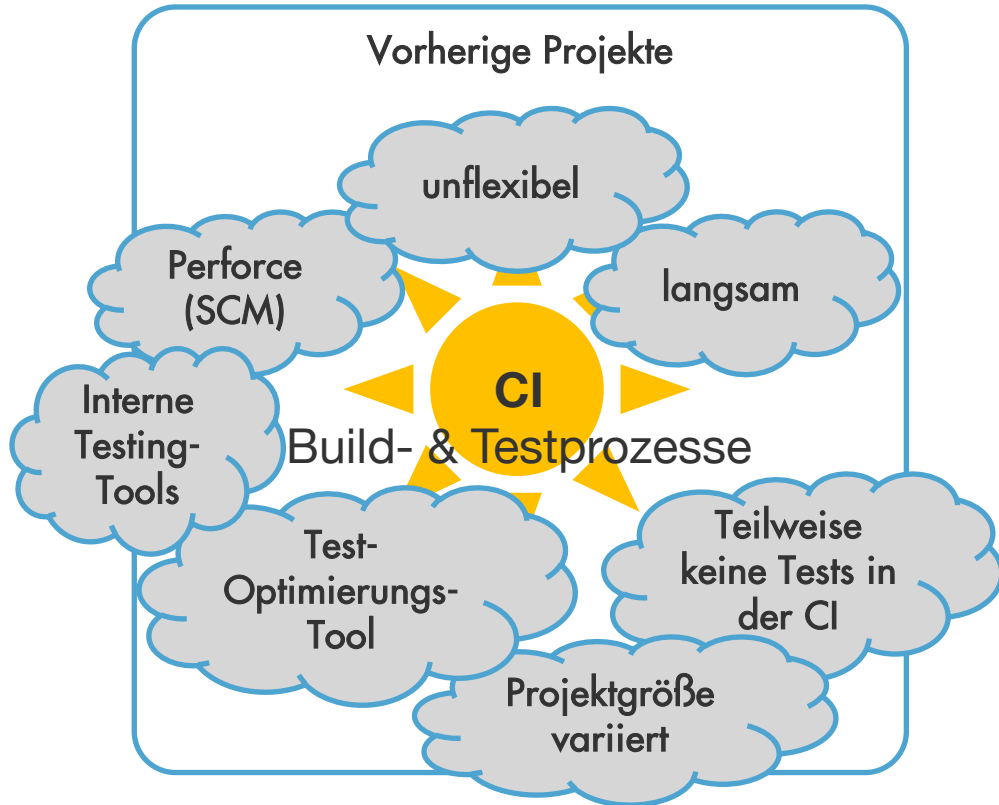 Vorherige Projekte
unflexibel
Perforce
(SCM)
langsam
CI
Build- & Testprozesse
Interne
Testing-
Tools
Test-
Optimierungs-
Tool
Teilweise
keine Tests in
der CI
Projektgröße
variiert